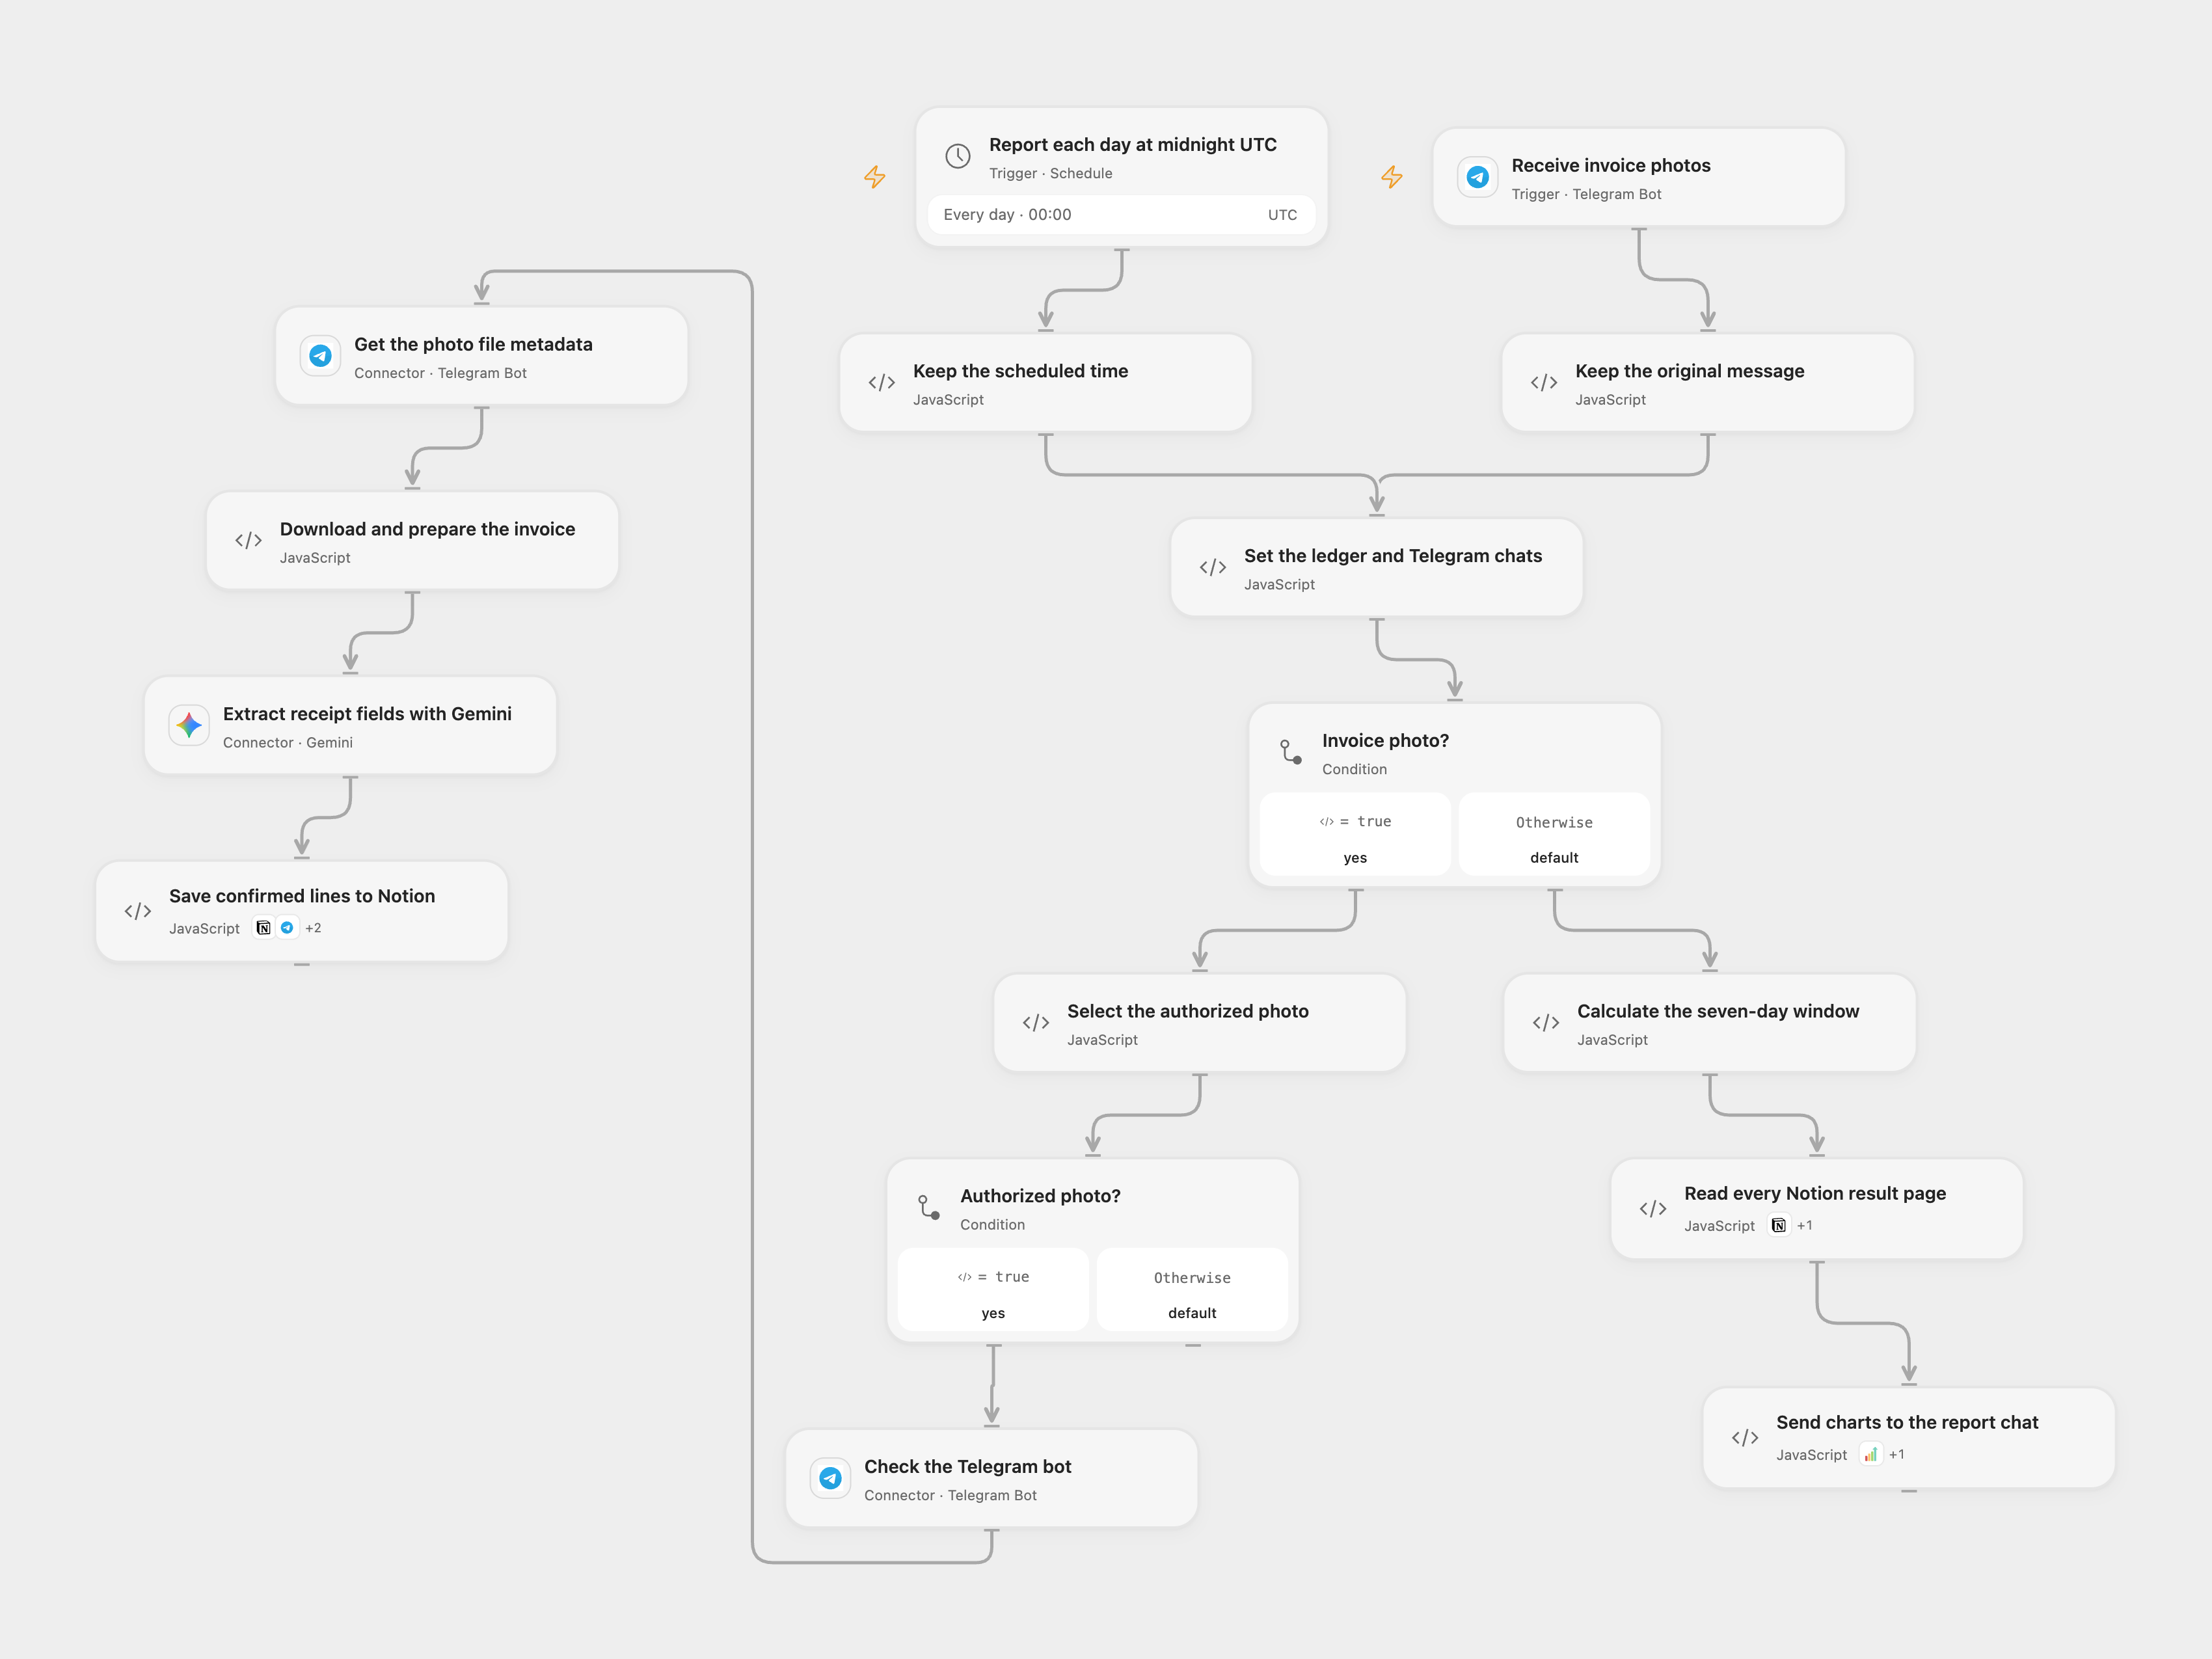 Report each day at midnight UTC
Trigger · Schedule
Every day · 00:00
UTC
Receive invoice photos
Trigger · Telegram Bot
Get the photo file metadata
Connector · Telegram Bot
Keep the scheduled time
JavaScript
Keep the original message
JavaScript
Download and prepare the invoice
JavaScript
Set the ledger and Telegram chats
JavaScript
Extract receipt fields with Gemini
Connector · Gemini
Invoice photo?
Condition
</> = true
yes
Otherwise
default
Save confirmed lines to Notion
JavaScript
+2
Select the authorized photo
JavaScript
Calculate the seven-day window
JavaScript
Authorized photo?
Condition
</> = true
yes
Otherwise
default
Read every Notion result page
JavaScript
+1
Check the Telegram bot
Connector · Telegram Bot
Send charts to the report chat
JavaScript
+1